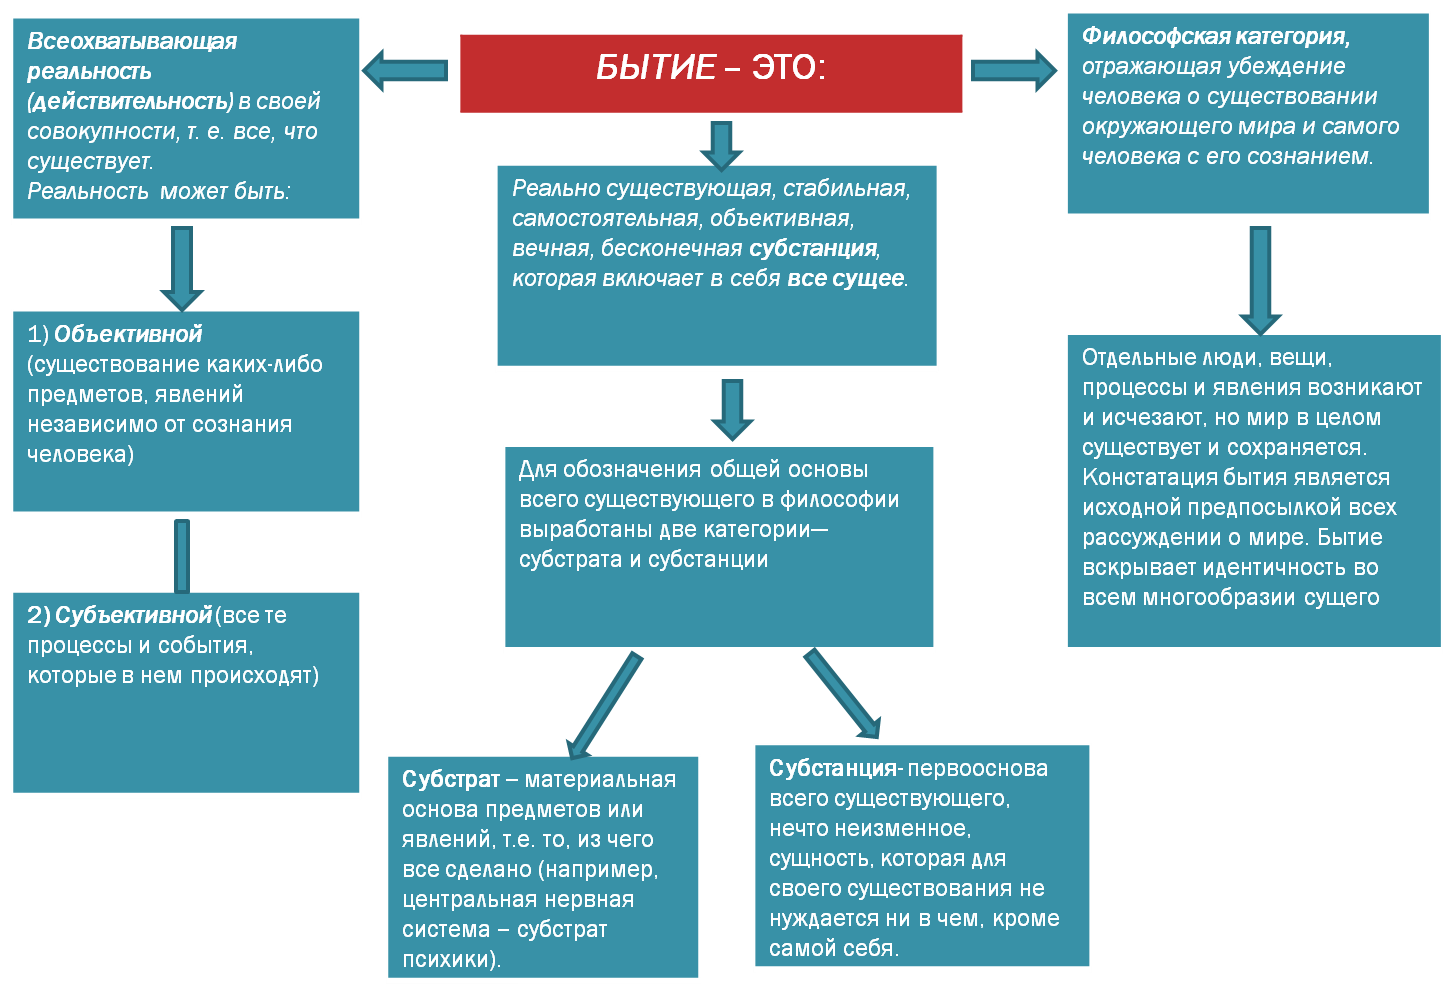 БЫТИЕ – ЭТО:
Всеохватывающая
реальность
(действительность) в своей
совокупности, т. е. все, что
существует.
Реальность может быть:
1) Объективной
(существование каких-либо
предметов, явлений
независимо от сознания
человека)
2) Субъективной (все те
процессы и события,
которые в нем происходят)
Реально существующая, стабильная,
самостоятельная, объективная,
вечная, бесконечная субстанция,
которая включает в себя все сущее.
Для обозначения общей основы
всего существующего в философии
выработаны две категории—
субстрата и субстанции
Субстрат – материальная
основа предметов или
явлений, т.е. то, из чего
все сделано (например,
центральная нервная
система – субстрат
психики).
Субстанция- первооснова
всего существующего,
нечто неизменное,
сущность, которая для
своего существования не
нуждается ни в чем, кроме
самой себя.
Философская категория,
отражающая убеждение
человека о существовании
окружающего мира и самого
человека с его сознанием.
Отдельные люди, вещи,
процессы и явления возникают
и исчезают, но мир в целом
существует и сохраняется.
Констатация бытия является
исходной предпосылкой всех
рассуждении о мире. Бытие
вскрывает идентичность во
всем многообразии сущего